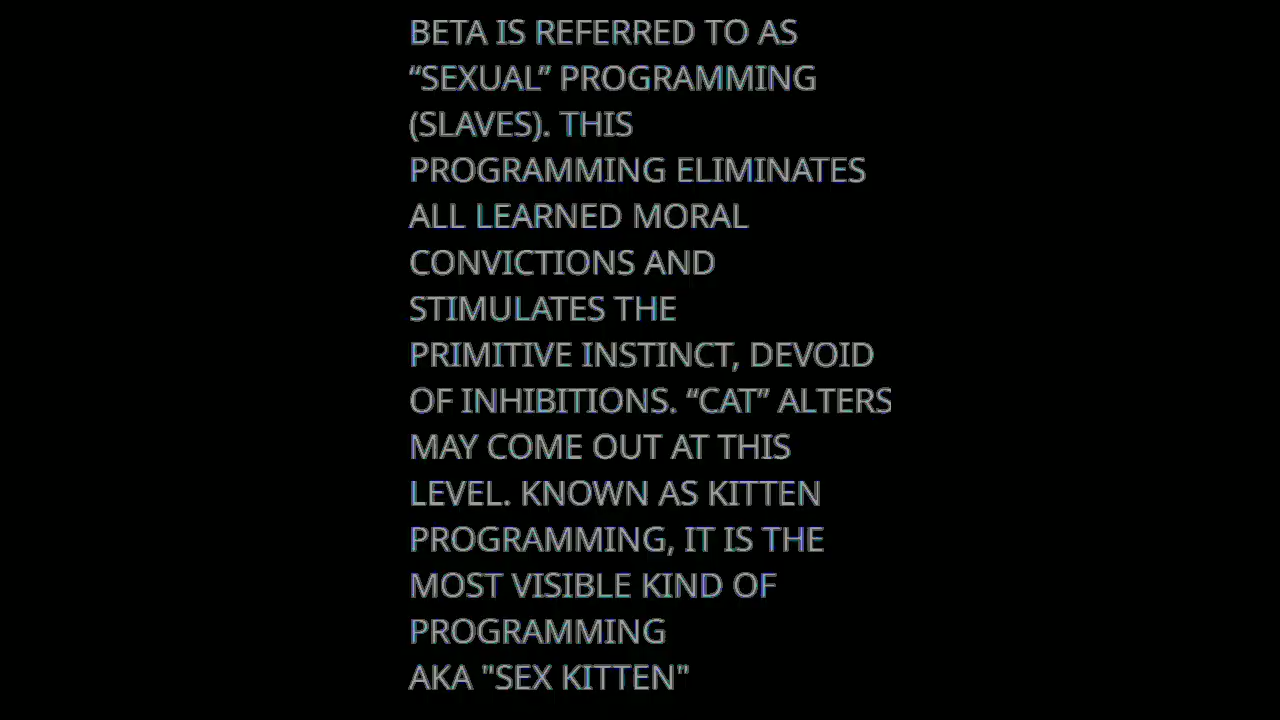 BETA IS REFERRED TO AS
“SEXUAL” PROGRAMMING
(SLAVES). THIS
PROGRAMMING ELIMINATES
ALL LEARNED MORAL
CONVICTIONS AND
STIMULATES THE
PRIMITIVE INSTINCT, DEVOID
OF INHIBITIONS. “CAT” ALTERS
MAY COME OUT AT THIS
LEVEL. KNOWN AS KITTEN
PROGRAMMING, IT IS THE
MOST VISIBLE KIND OF
PROGRAMMING
AKA "SEX KITTEN"